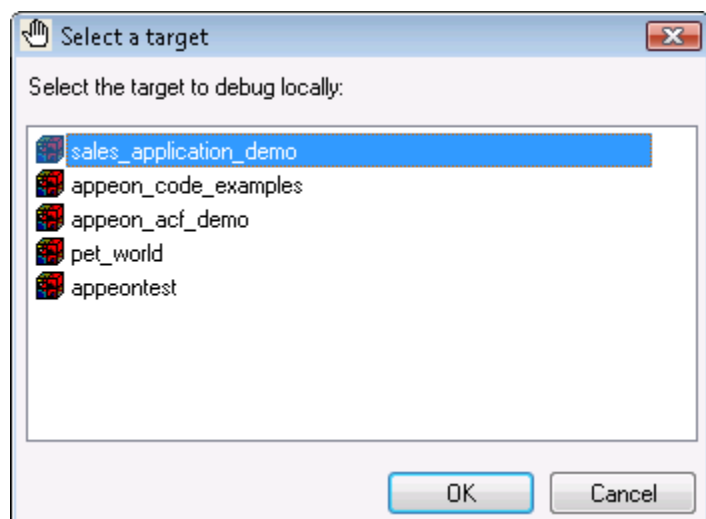 Select a target
Select the target to debug locally:
sales_application_demo
appeon_code_examples
appeon_acf_demo
pet_world
appeontest
OK Cancel